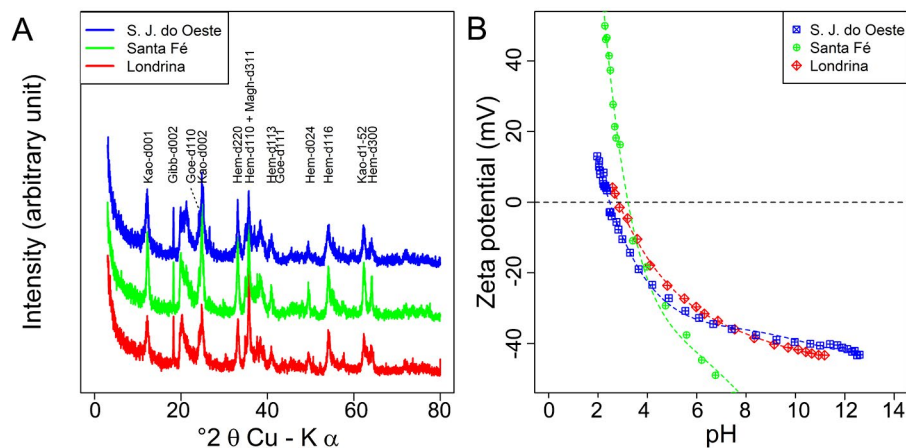 A
S. J. do Oeste
Santa Fé
Londrina
Kao-d001
Gibb-d002
Goe-d110
Kao-d002
Hem-d220
Hem-d110 + Magh-d311
Hem-d113
Goe-d111
Hem-d024
Hem-d116
Kao-d1-52
Hem-d300
Intensity (arbitrary unit)
0 20 40 60 80
°2 θ Cu - K α
B
S. J. do Oeste
Santa Fé
Londrina
Zeta potential (mV)
40
20
0
-20
-40
0 2 4 6 8 10 12 14
pH